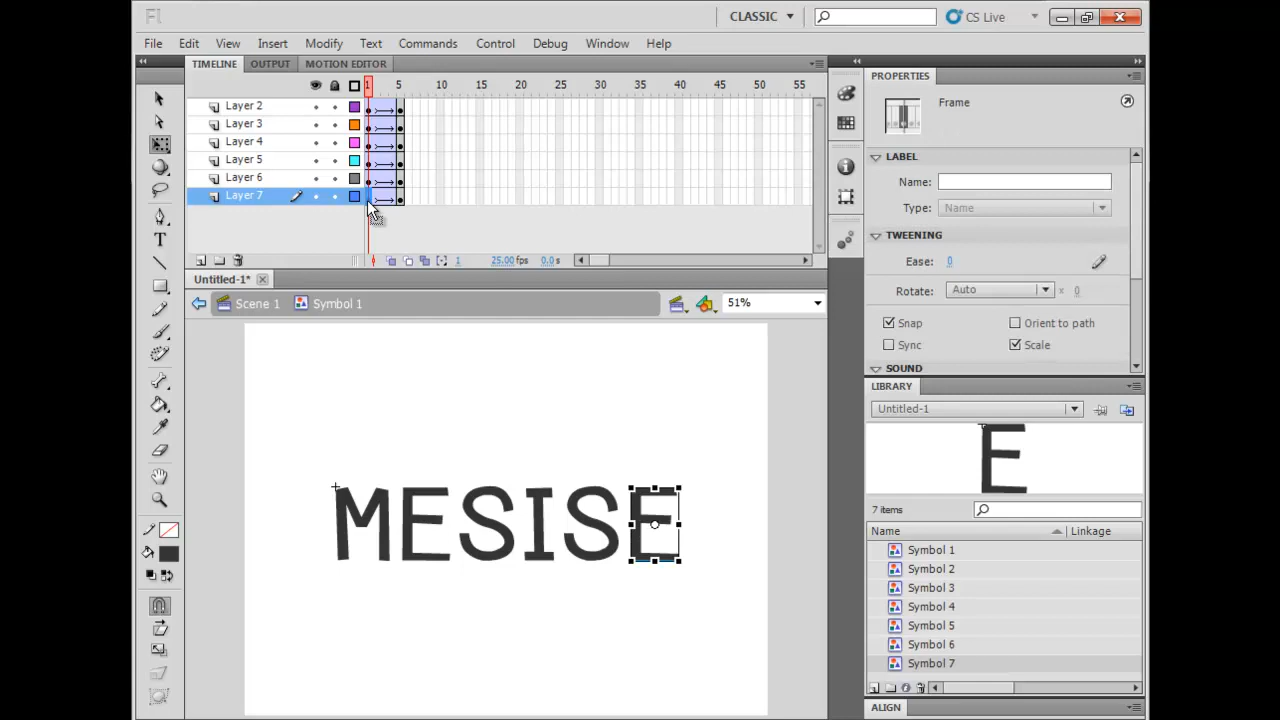 Fl
CLASSIC
CS Live
File Edit View Insert Modify Text Commands Control Debug Window Help
TIMELINE OUTPUT MOTION EDITOR
1 5 10 15 20 25 30 35 40 45 50 55
Layer 2
Layer 3
Layer 4
Layer 5
Layer 6
Layer 7
1 25.00 fps 0.0 s
Untitled-1*
Scene 1 Symbol 1 51%
MESISE
PROPERTIES
Frame
LABEL
Name:
Type: Name
TWEENING
Ease: 0
Rotate: Auto x 0
Snap Orient to path
Sync Scale
SOUND
LIBRARY
Untitled-1
E
7 items
Name Linkage
Symbol 1
Symbol 2
Symbol 3
Symbol 4
Symbol 5
Symbol 6
Symbol 7
ALIGN